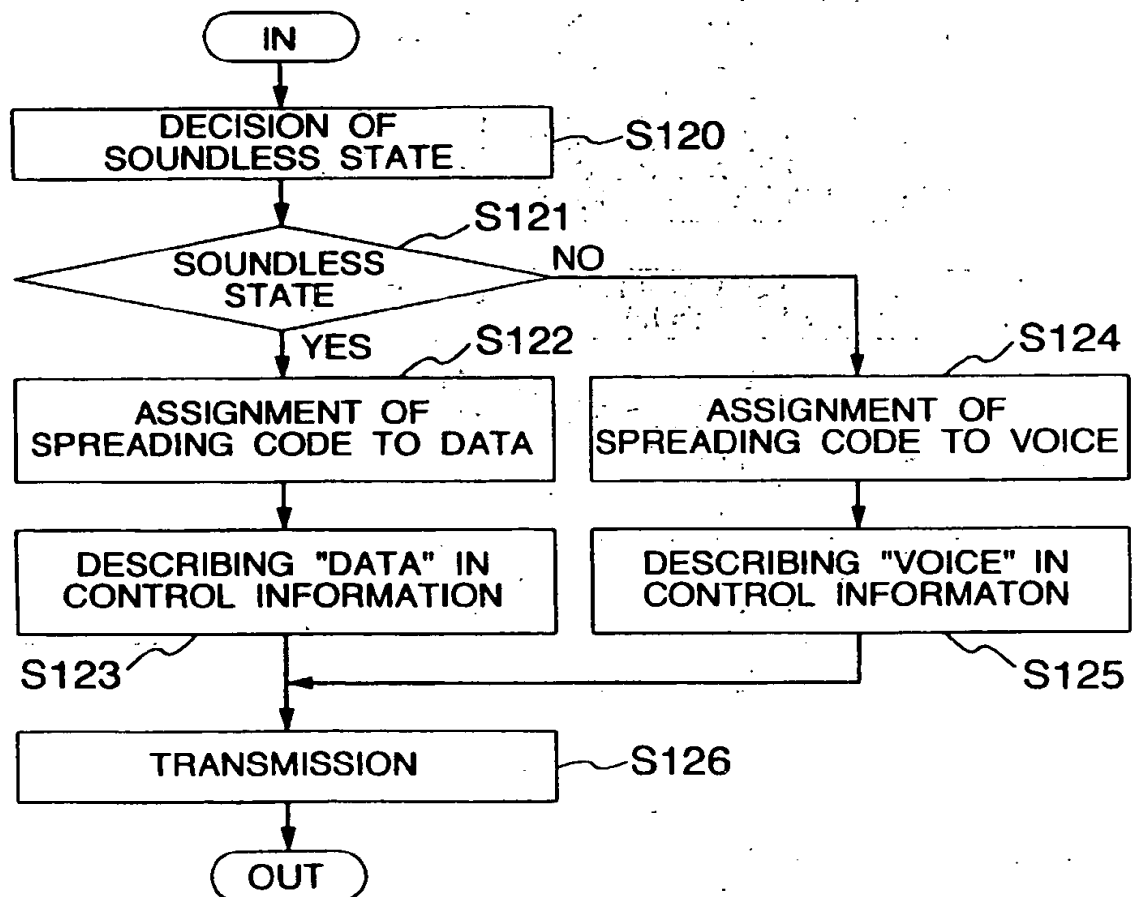 IN
DECISION OF
SOUNDLESS STATE
S120
S121
SOUNDLESS
STATE
NO
YES
S122
S124
ASSIGNMENT OF
SPREADING CODE TO DATA
ASSIGNMENT OF
SPREADING CODE TO VOICE
DESCRIBING "DATA" IN
CONTROL INFORMATION
DESCRIBING "VOICE" IN
CONTROL INFORMATON
S123
S125
TRANSMISSION
S126
OUT